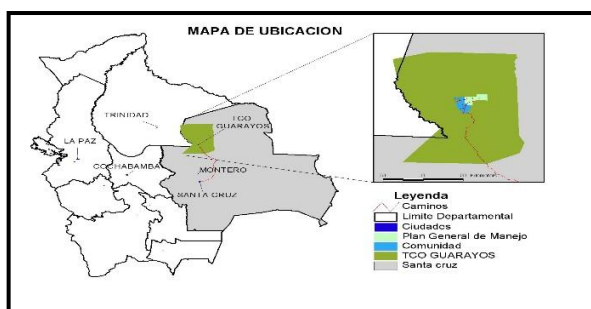 MAPA DE UBICACION
TRINIDAD
TCO
GUARAYOS
LA PAZ
COCHABAMBA
MONTERO
SANTA CRUZ
Leyenda
Caminos
Limite Departamental
Ciudades
Plan General de Manejo
Comunidad
TCO GUARAYOS
Santa cruz